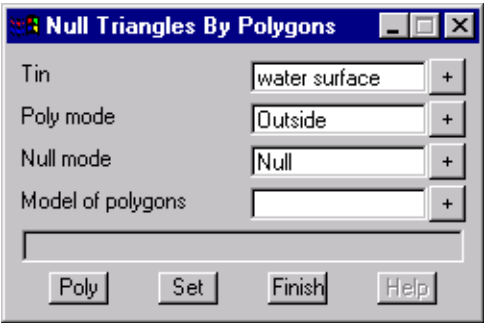 Null Triangles By Polygons
Tin water surface +
Poly mode Outside +
Null mode Null +
Model of polygons +
Poly Set Finish Help